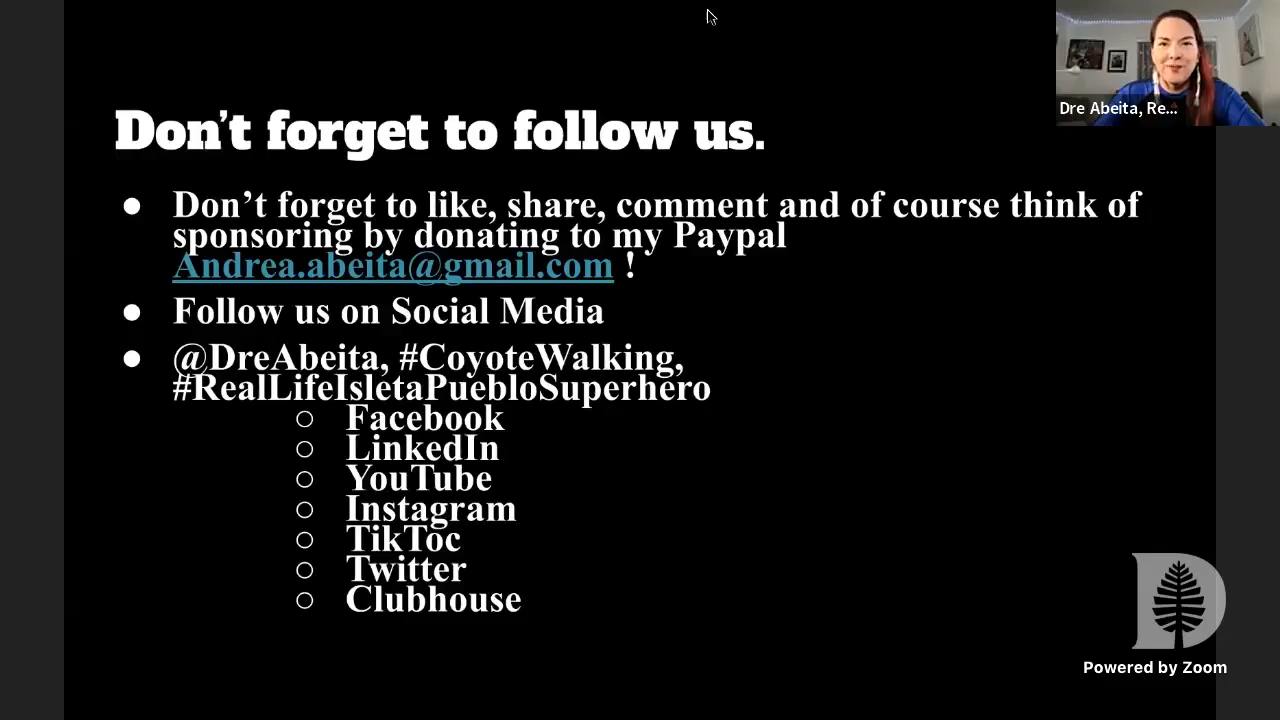 Dre Abeita, Re...
Don't forget to follow us.
● Don't forget to like, share, comment and of course think of
sponsoring by donating to my Paypal
Andrea.abeita@gmail.com !
● Follow us on Social Media
● @DreAbeita, #CoyoteWalking,
#RealLifeIsletaPuebloSuperhero
○ Facebook
○ LinkedIn
○ YouTube
○ Instagram
○ TikToc
○ Twitter
○ Clubhouse
D
Powered by Zoom